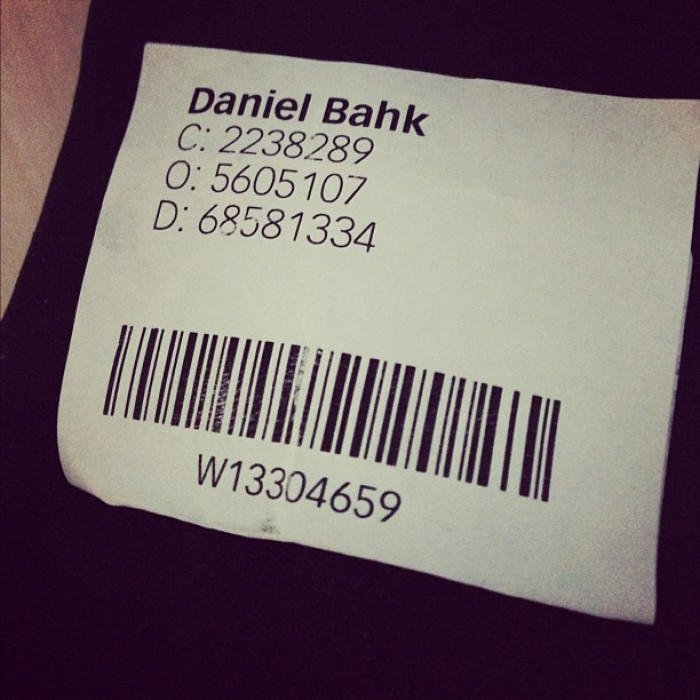 Daniel Bahk
C: 2238289
O: 5605107
D: 68581334
W13304659